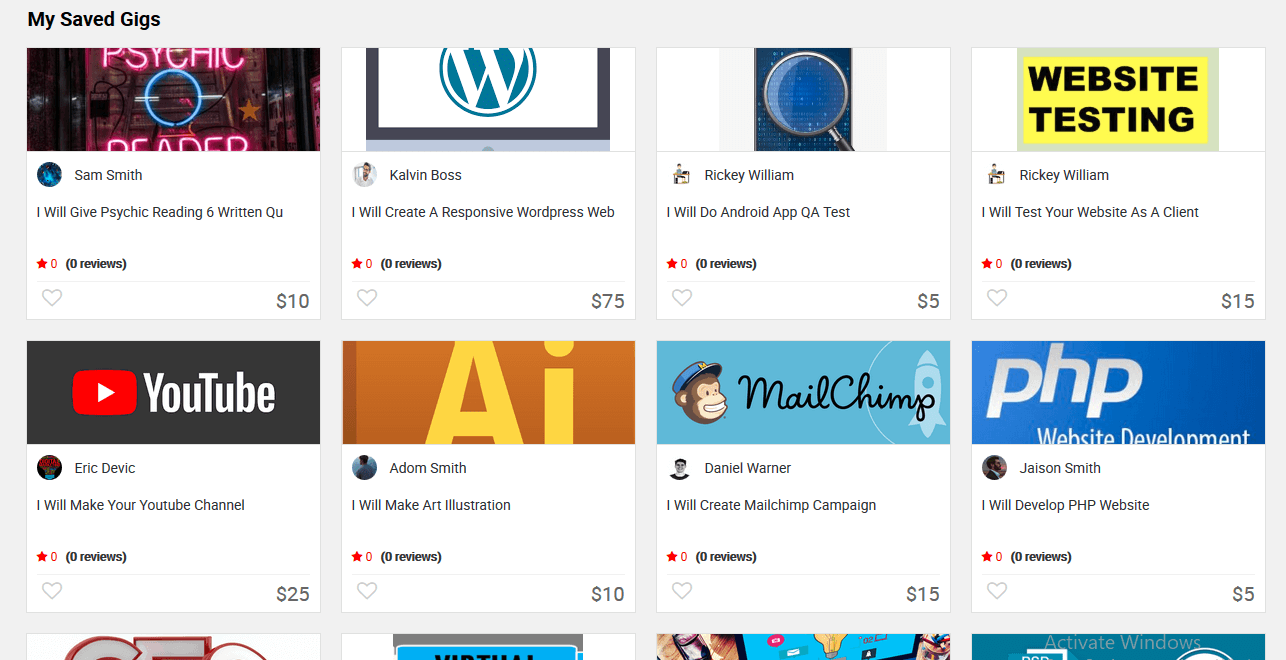 My Saved Gigs
PSYCHIC
READER
WEBSITE
TESTING
Sam Smith
Kalvin Boss
Rickey William
Rickey William
I Will Give Psychic Reading 6 Written Qu
I Will Create A Responsive Wordpress Web
I Will Do Android App QA Test
I Will Test Your Website As A Client
0 (0 reviews)
0 (0 reviews)
0 (0 reviews)
0 (0 reviews)
$10
$75
$5
$15
YouTube
Ai
MailChimp
php
Website Development
Eric Devic
Adom Smith
Daniel Warner
Jaison Smith
I Will Make Your Youtube Channel
I Will Make Art Illustration
I Will Create Mailchimp Campaign
I Will Develop PHP Website
0 (0 reviews)
0 (0 reviews)
0 (0 reviews)
0 (0 reviews)
$25
$10
$15
$5
SEO
VIRTUAL
PSD
Activate Windows